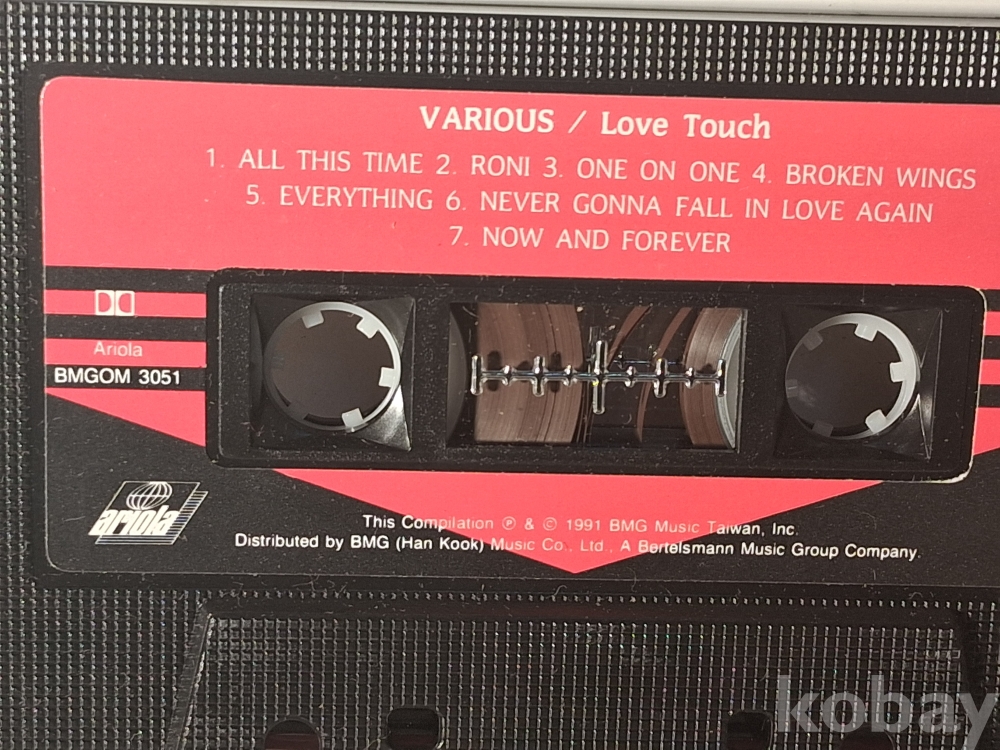 VARIOUS / Love Touch
1. ALL THIS TIME 2. RONI 3. ONE ON ONE 4. BROKEN WINGS
5. EVERYTHING 6. NEVER GONNA FALL IN LOVE AGAIN
7. NOW AND FOREVER
Ariola
BMGOM 3051
ariola
This Compilation ℗ & © 1991 BMG Music Taiwan, Inc.
Distributed by BMG (Han Kook) Music Co., Ltd., A Bertelsmann Music Group Company.
kobay